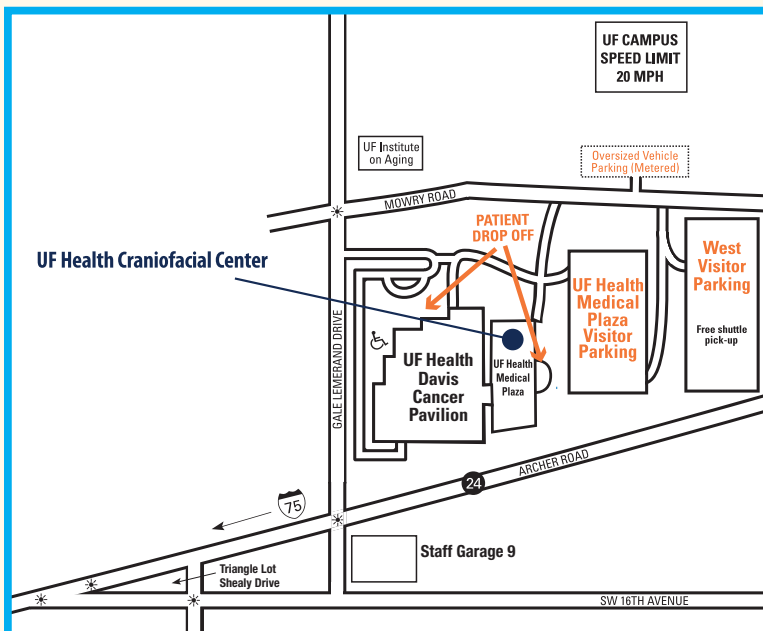 UF CAMPUS
SPEED LIMIT
20 MPH
UF Institute
on Aging
Oversized Vehicle
Parking (Metered)
MOWRY ROAD
PATIENT
DROP OFF
UF Health Craniofacial Center
West
Visitor
Parking
Free shuttle
pick-up
UF Health
Medical
Plaza
Visitor
Parking
GALE LEMERAND DRIVE
UF Health
Davis
Cancer
Pavilion
UF Health
Medical
Plaza
ARCHER ROAD
24
75
Staff Garage 9
Triangle Lot
Shealy Drive
SW 16TH AVENUE